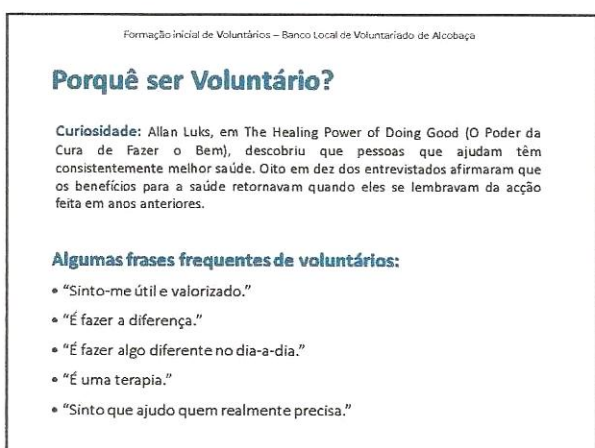 Formação inicial de Voluntários – Banco Local de Voluntariado de Alcobaça
Porquê ser Voluntário?
Curiosidade: Allan Luks, em The Healing Power of Doing Good (O Poder da
Cura de Fazer o Bem), descobriu que pessoas que ajudam têm
consistentemente melhor saúde. Oito em dez dos entrevistados afirmaram que
os benefícios para a saúde retornavam quando eles se lembravam da acção
feita em anos anteriores.
Algumas frases frequentes de voluntários:
• “Sinto-me útil e valorizado.”
• “É fazer a diferença.”
• “É fazer algo diferente no dia-a-dia.”
• “É uma terapia.”
• “Sinto que ajudo quem realmente precisa.”